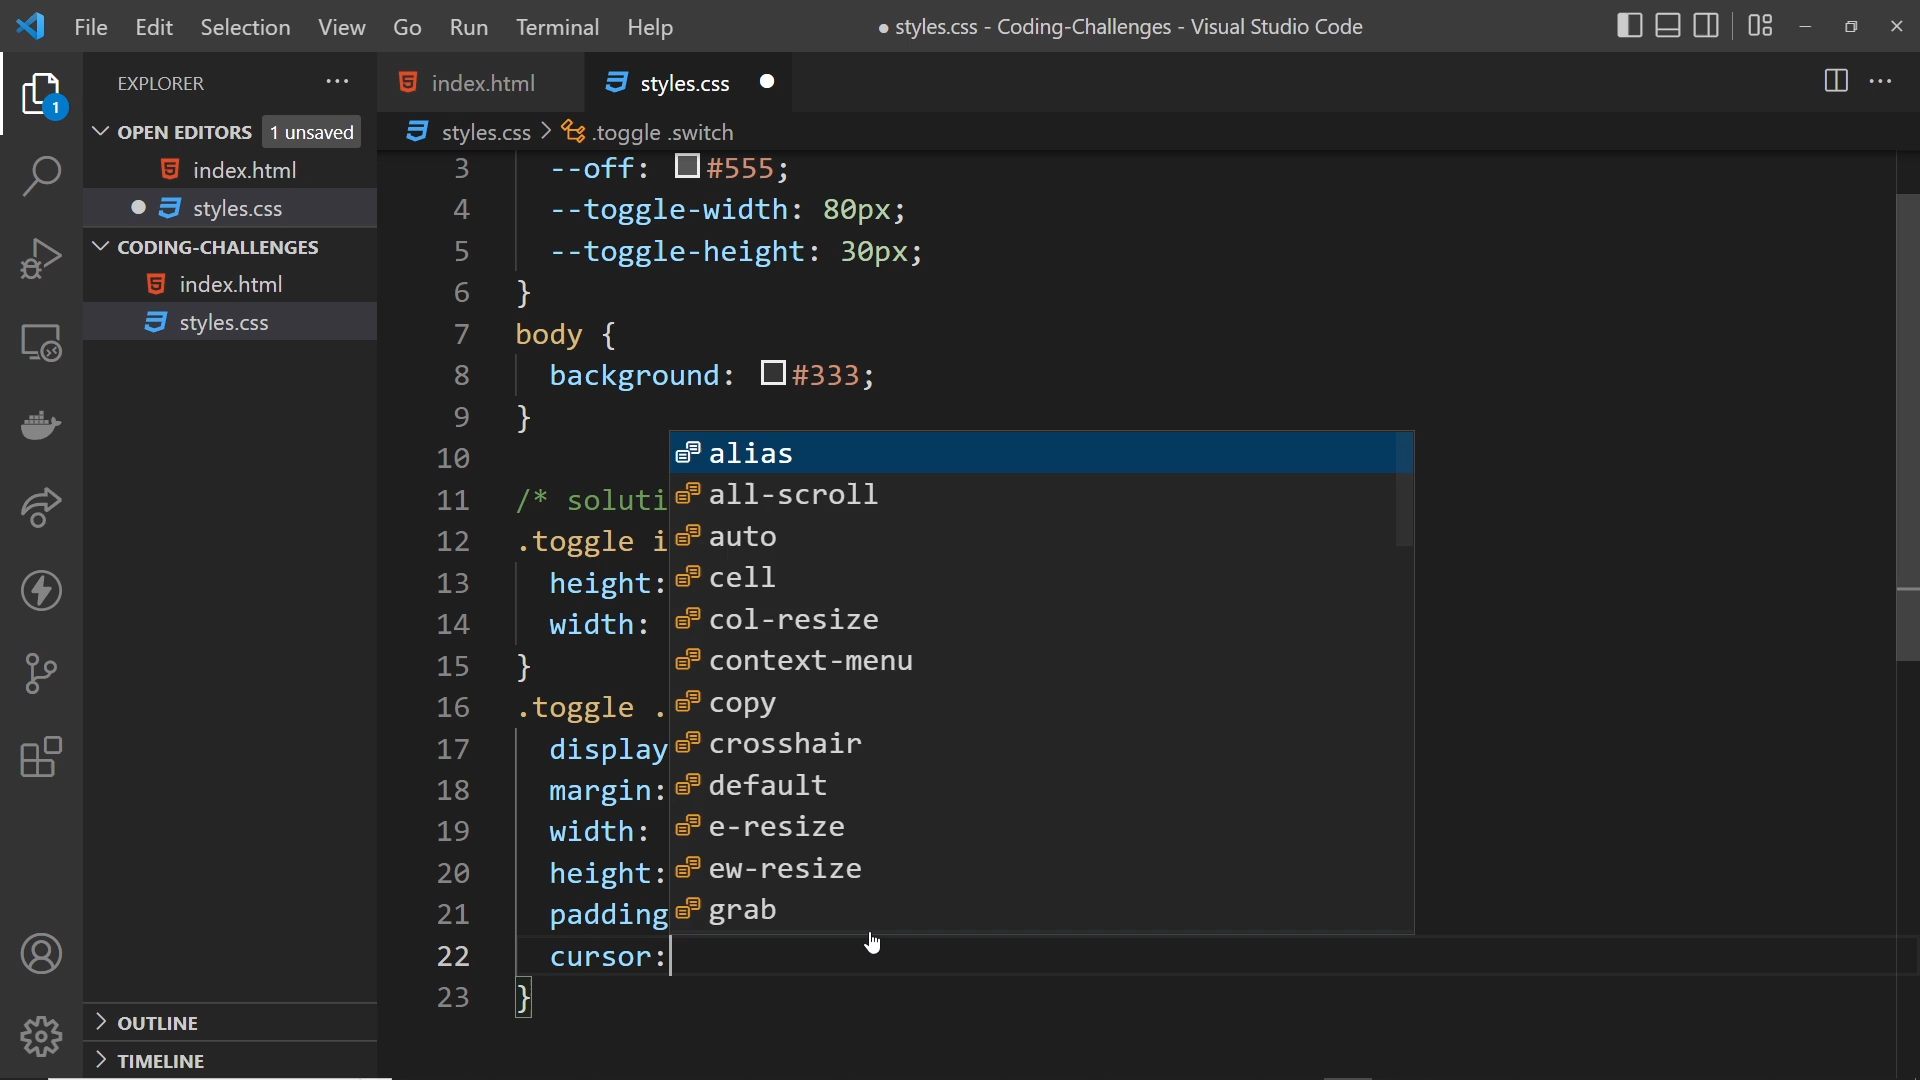 File Edit Selection View Go Run Terminal Help
● styles.css - Coding-Challenges - Visual Studio Code
EXPLORER
index.html
styles.css
1
OPEN EDITORS
1 unsaved
index.html
styles.css
CODING-CHALLENGES
index.html
styles.css
OUTLINE
TIMELINE
styles.css > .toggle .switch
3 --off: #555;
4 --toggle-width: 80px;
5 --toggle-height: 30px;
6 }
7 body {
8 background: #333;
9 }
10
11 /* soluti
12 .toggle i
13 height:
14 width:
15 }
16 .toggle .
17 display
18 margin:
19 width:
20 height:
21 padding
22 cursor:
23 }
alias
all-scroll
auto
cell
col-resize
context-menu
copy
crosshair
default
e-resize
ew-resize
grab